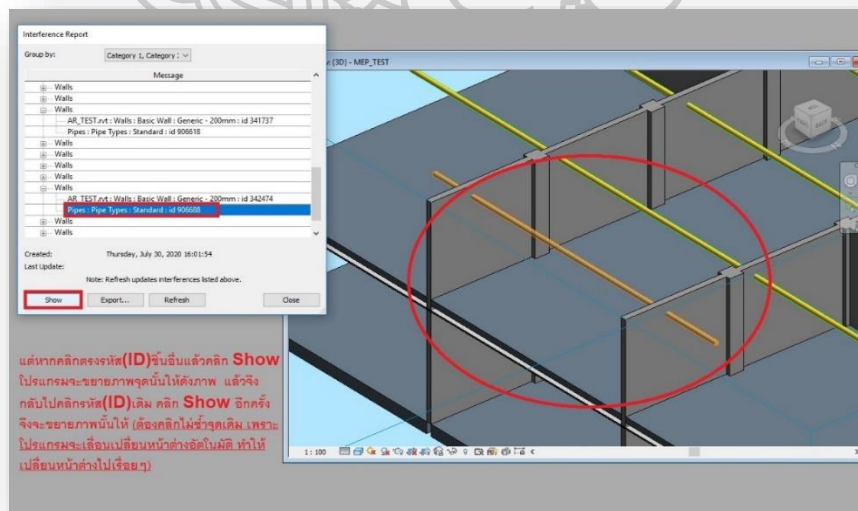 Interference Report
Group by:
Category 1, Category 2
Message
Walls
Walls
Walls
AR_TEST.rvt : Walls : Basic Wall : Generic - 200mm : id 341737
Pipes : Pipe Types : Standard : id 906618
Walls
Walls
Walls
Walls
Walls
AR_TEST.rvt : Walls : Basic Wall : Generic - 200mm : id 342474
Pipes : Pipe Types : Standard : id 906688
Walls
Walls
Created: Thursday, July 30, 2020 16:01:54
Last Update:
Note: Refresh updates interferences listed above.
Show Export... Refresh Close
(3D) - MEP_TEST
1 : 100
แต่หากคลิกตรงรหัส(ID)ชิ้นอื่นแล้วคลิก Show
โปรแกรมจะขยายภาพจุดนั้นให้ดังภาพ แล้วจึง
กลับไปคลิกรหัส(ID)เดิม คลิก Show อีกครั้ง
จึงจะขยายภาพนั้นให้ (ต้องคลิกไม่ซ้ำจุดเดิม เพราะ
โปรแกรมจะเลื่อนเปลี่ยนหน้าต่างอัตโนมัติ ทำให้
เปลี่ยนหน้าต่างไปเรื่อยๆ)